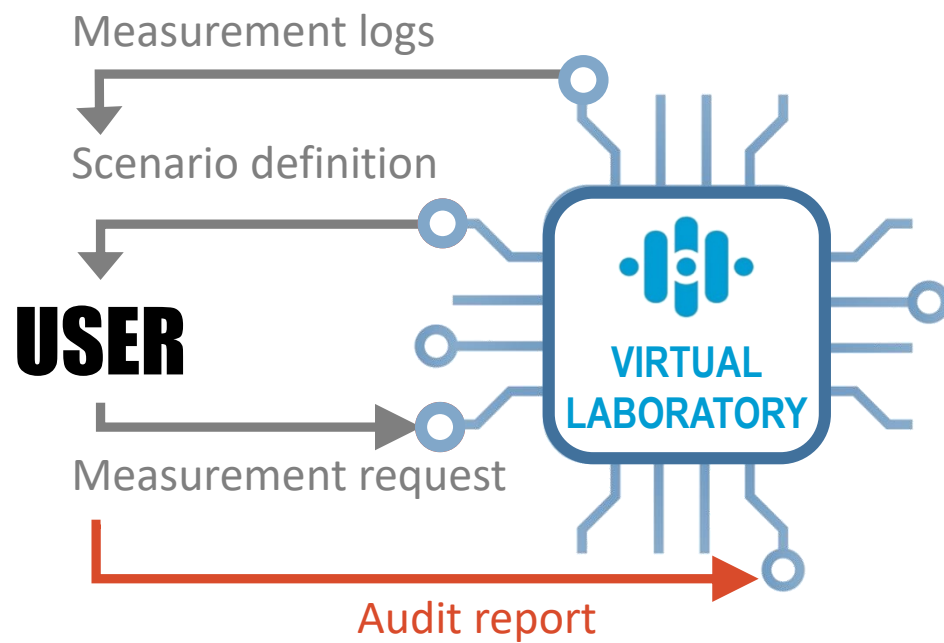 Measurement logs
Scenario definition
USER
VIRTUAL
LABORATORY
Measurement request
Audit report